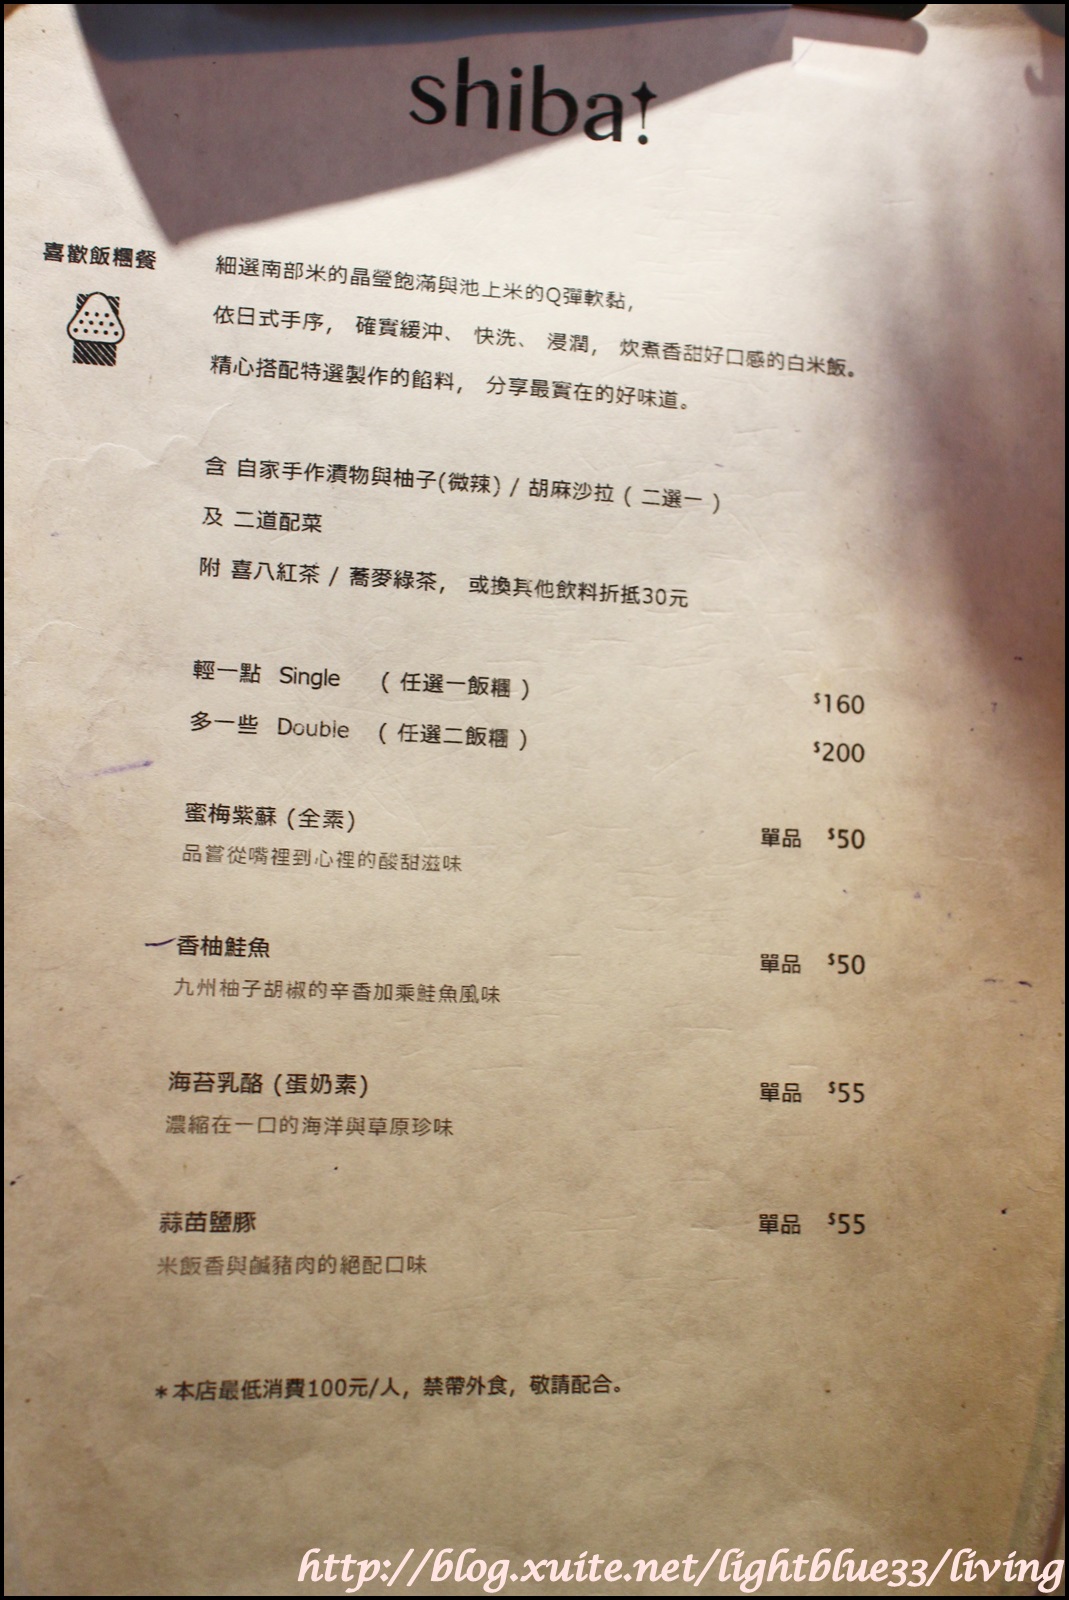 shiba!
喜歡飯糰餐
細選南部米的晶瑩飽滿與池上米的Q彈軟黏，
依日式手序， 確實緩沖、 快洗、 浸潤， 炊煮香甜好口感的白米飯。
精心搭配特選製作的餡料， 分享最實在的好味道。
含 自家手作漬物與柚子(微辣) / 胡麻沙拉 ( 二選一 )
及 二道配菜
附 喜八紅茶 / 蕎麥綠茶， 或換其他飲料折抵30元
輕一點 Single ( 任選一飯糰 ) $160
多一些 Double ( 任選二飯糰 ) $200
蜜梅紫蘇 (全素) 單品 $50
品嘗從嘴裡到心裡的酸甜滋味
香柚鮭魚 單品 $50
九州柚子胡椒的辛香加乘鮭魚風味
海苔乳酪 (蛋奶素) 單品 $55
濃縮在一口的海洋與草原珍味
蒜苗鹽豚 單品 $55
米飯香與鹹豬肉的絕配口味
＊本店最低消費100元/人，禁帶外食，敬請配合。
http://blog.xuite.net/lightblue33/living